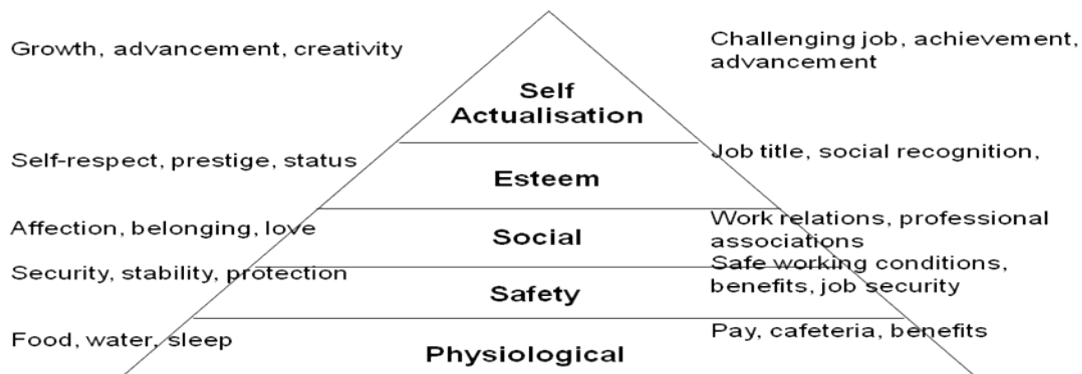 Growth, advancement, creativity
Challenging job, achievement,
advancement
Self
Actualisation
Self-respect, prestige, status
Job title, social recognition,
Esteem
Affection, belonging, love
Work relations, professional
associations
Social
Security, stability, protection
Safe working conditions,
benefits, job security
Safety
Food, water, sleep
Pay, cafeteria, benefits
Physiological